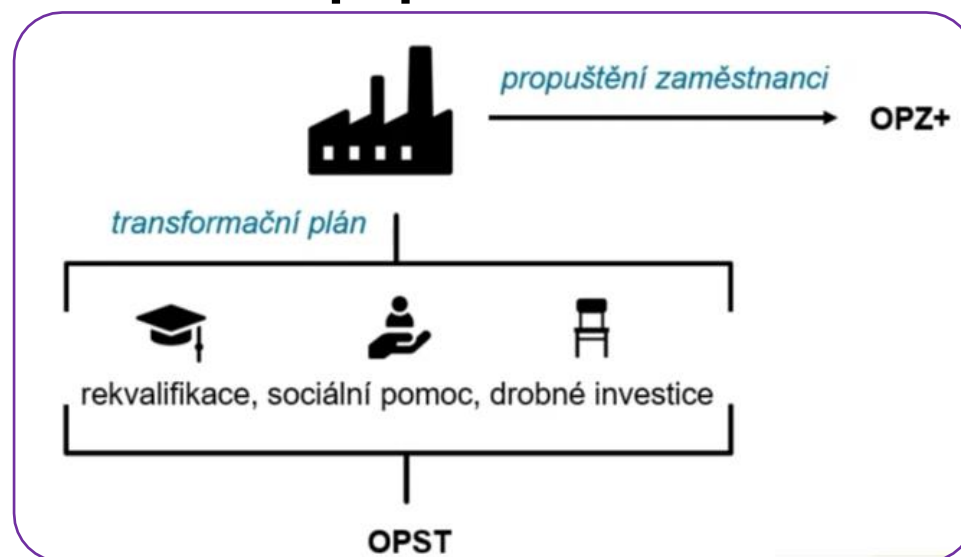 propuštění zaměstnanci
OPZ+
transformační plán
rekvalifikace, sociální pomoc, drobné investice
OPST